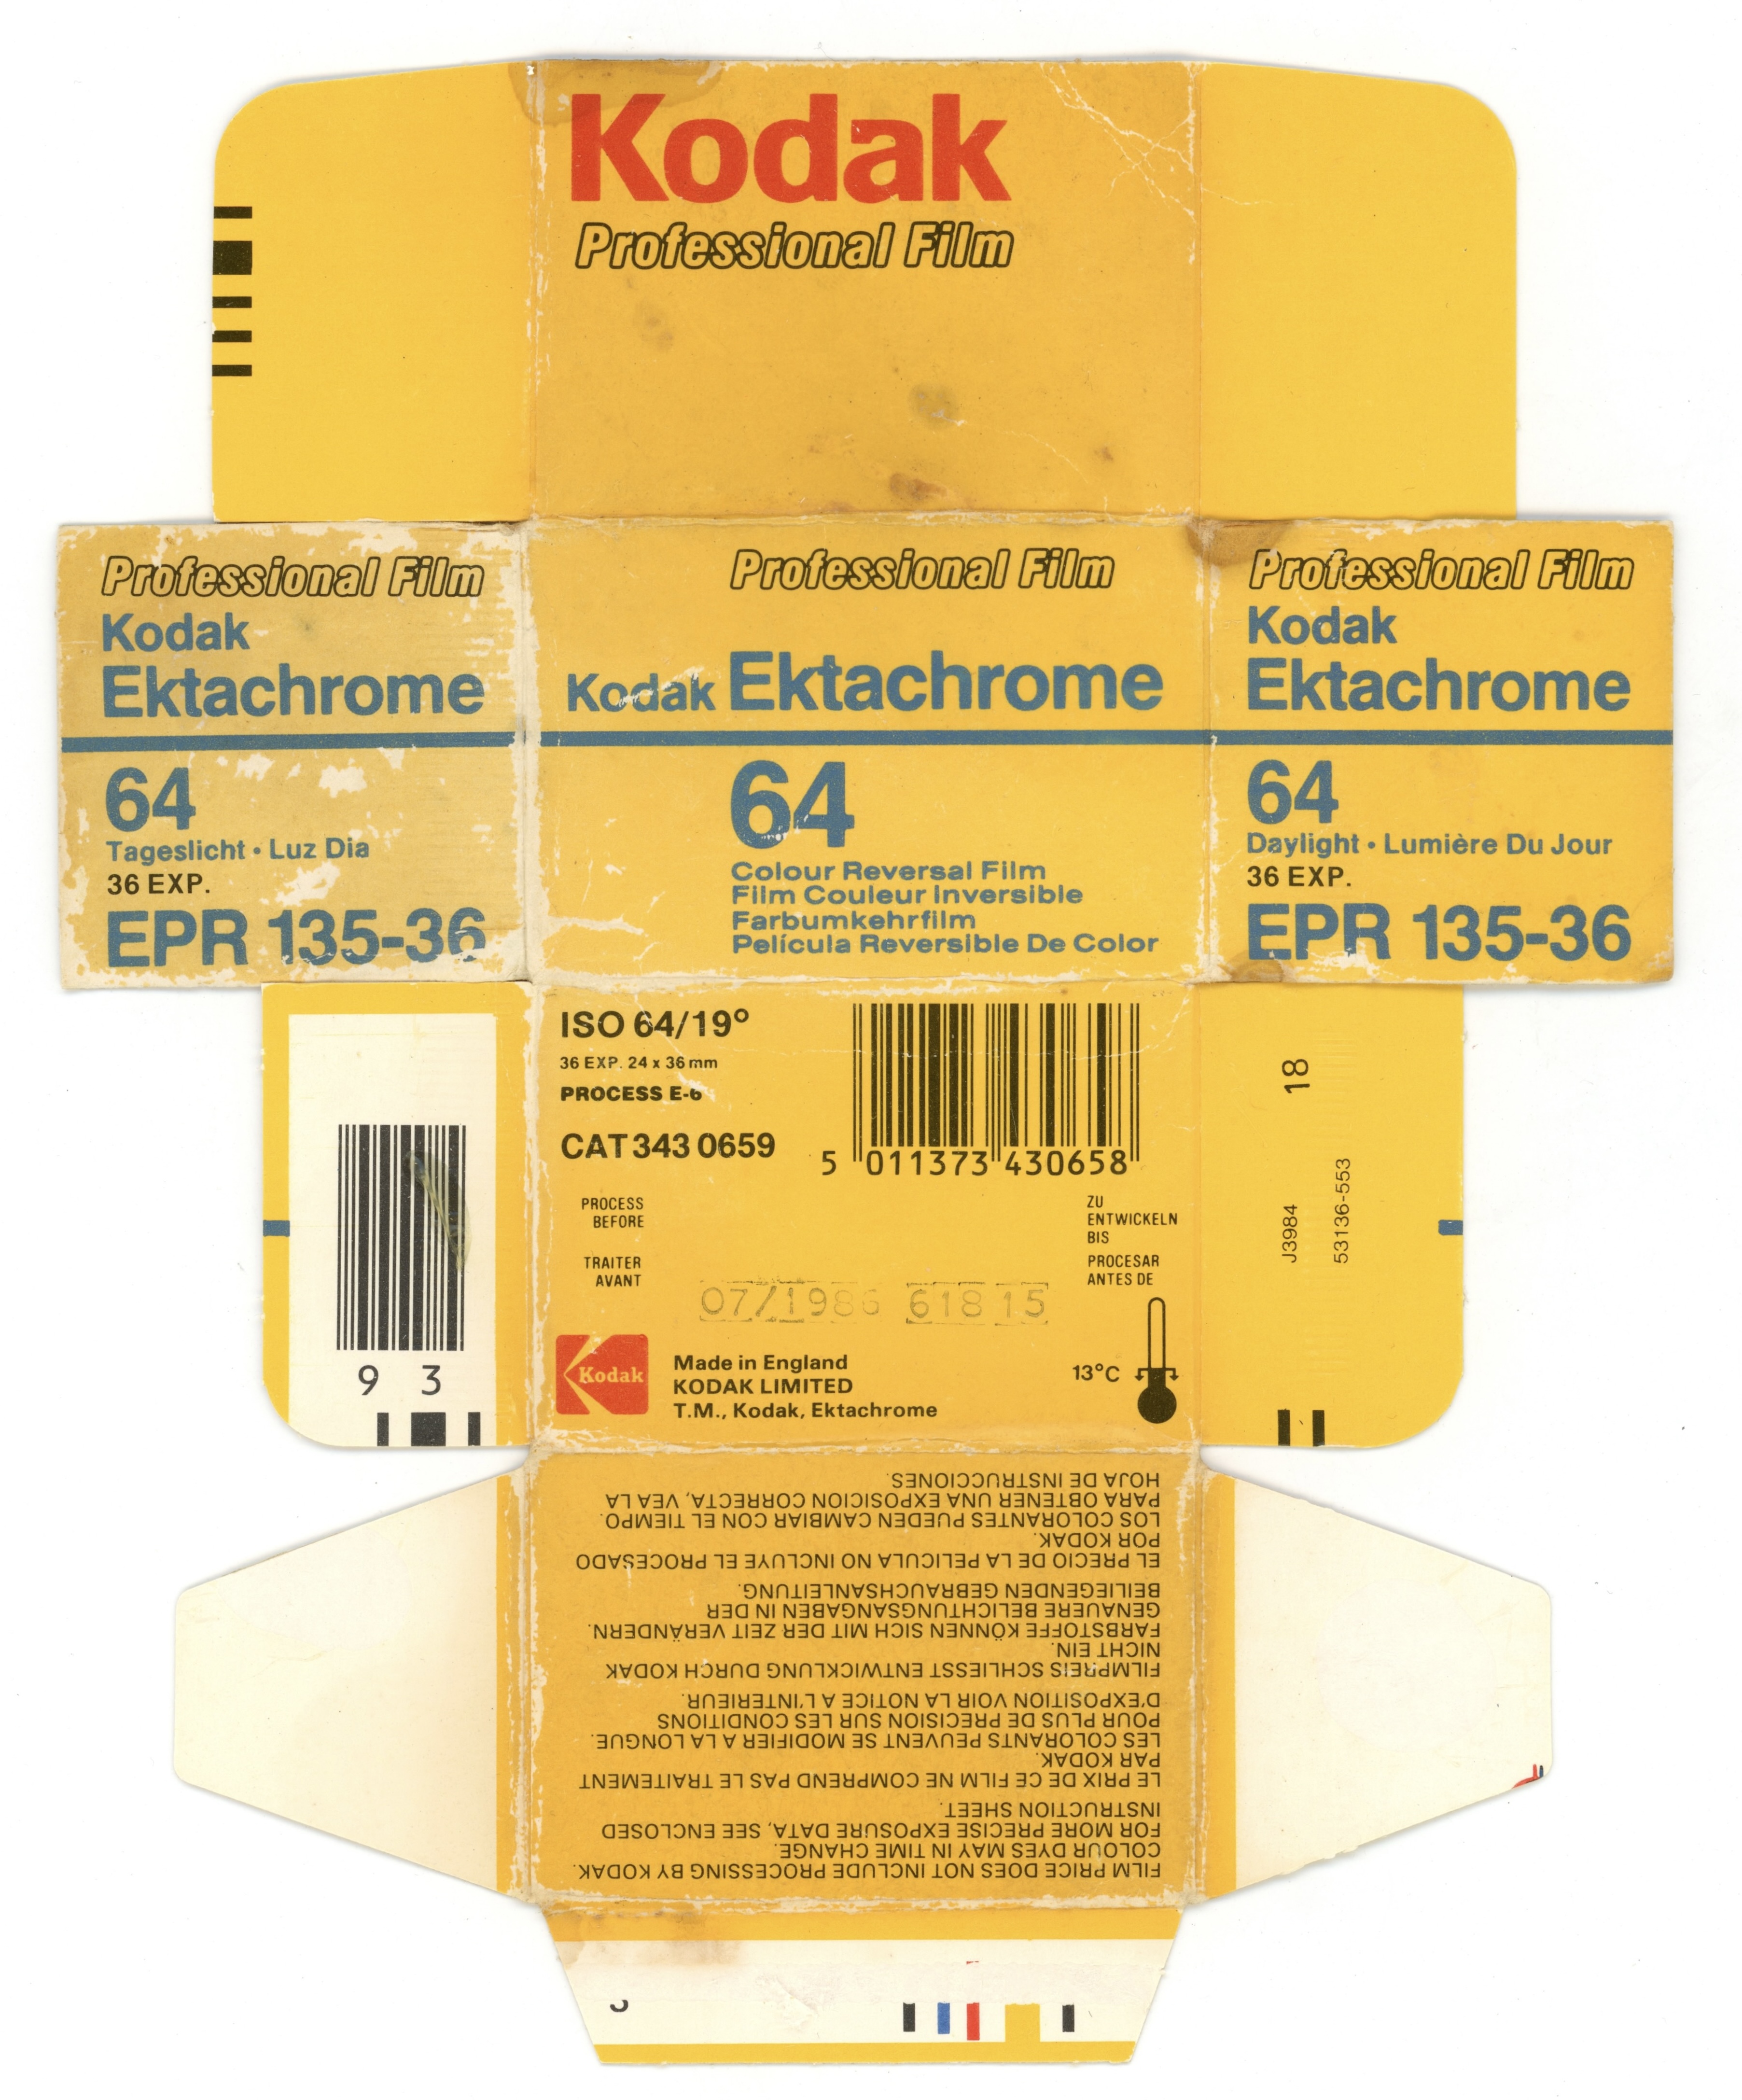 Kodak
Professional Film
Professional Film
Kodak
Ektachrome
64
Tageslicht • Luz Dia
36 EXP.
EPR 135-36
Professional Film
Kodak Ektachrome
64
Colour Reversal Film
Film Couleur Inversible
Farbumkehrfilm
Película Reversible De Color
Professional Film
Kodak
Ektachrome
64
Daylight • Lumière Du Jour
36 EXP.
EPR 135-36
9 3
ISO 64/19°
36 EXP. 24 x 36 mm
PROCESS E-6
CAT 343 0659
5 011373 430658
PROCESS
BEFORE
TRAITER
AVANT
ZU
ENTWICKELN
BIS
PROCESAR
ANTES DE
07/1986 618 15
13°C
Kodak
Made in England
KODAK LIMITED
T.M., Kodak, Ektachrome
18
J3984
53136-553
FILM PRICE DOES NOT INCLUDE PROCESSING BY KODAK.
COLOUR DYES MAY IN TIME CHANGE.
FOR MORE PRECISE EXPOSURE DATA, SEE ENCLOSED
INSTRUCTION SHEET.
LE PRIX DE CE FILM NE COMPREND PAS LE TRAITEMENT
PAR KODAK.
LES COLORANTS PEUVENT SE MODIFIER A LA LONGUE.
POUR PLUS DE PRECISION SUR LES CONDITIONS
D'EXPOSITION VOIR LA NOTICE A L'INTERIEUR.
FILMPREIS SCHLIESST ENTWICKLUNG DURCH KODAK
NICHT EIN.
FARBSTOFFE KÖNNEN SICH MIT DER ZEIT VERÄNDERN.
GENAUERE BELICHTUNGSANGABEN IN DER
BEILIEGENDEN GEBRAUCHSANLEITUNG.
EL PRECIO DE LA PELICULA NO INCLUYE EL PROCESADO
POR KODAK.
LOS COLORANTES PUEDEN CAMBIAR CON EL TIEMPO.
PARA OBTENER UNA EXPOSICION CORRECTA, VEA LA
HOJA DE INSTRUCCIONES.